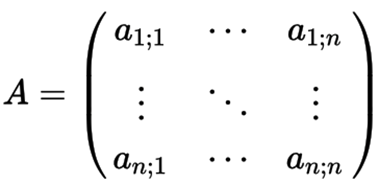 A = ( a_{1;1} ⋯ a_{1;n}
⋮ ⋱ ⋮
a_{n;1} ⋯ a_{n;n} )